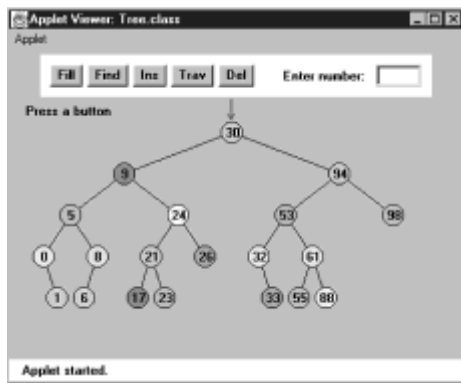 Applet Viewer: Tree.class
Applet
Fill Find Ins Trav Del Enter number:
Press a button
30
9 94
5 24 53 98
0 8 21 26 32 61
1 6 17 23 33 55 88
Applet started.